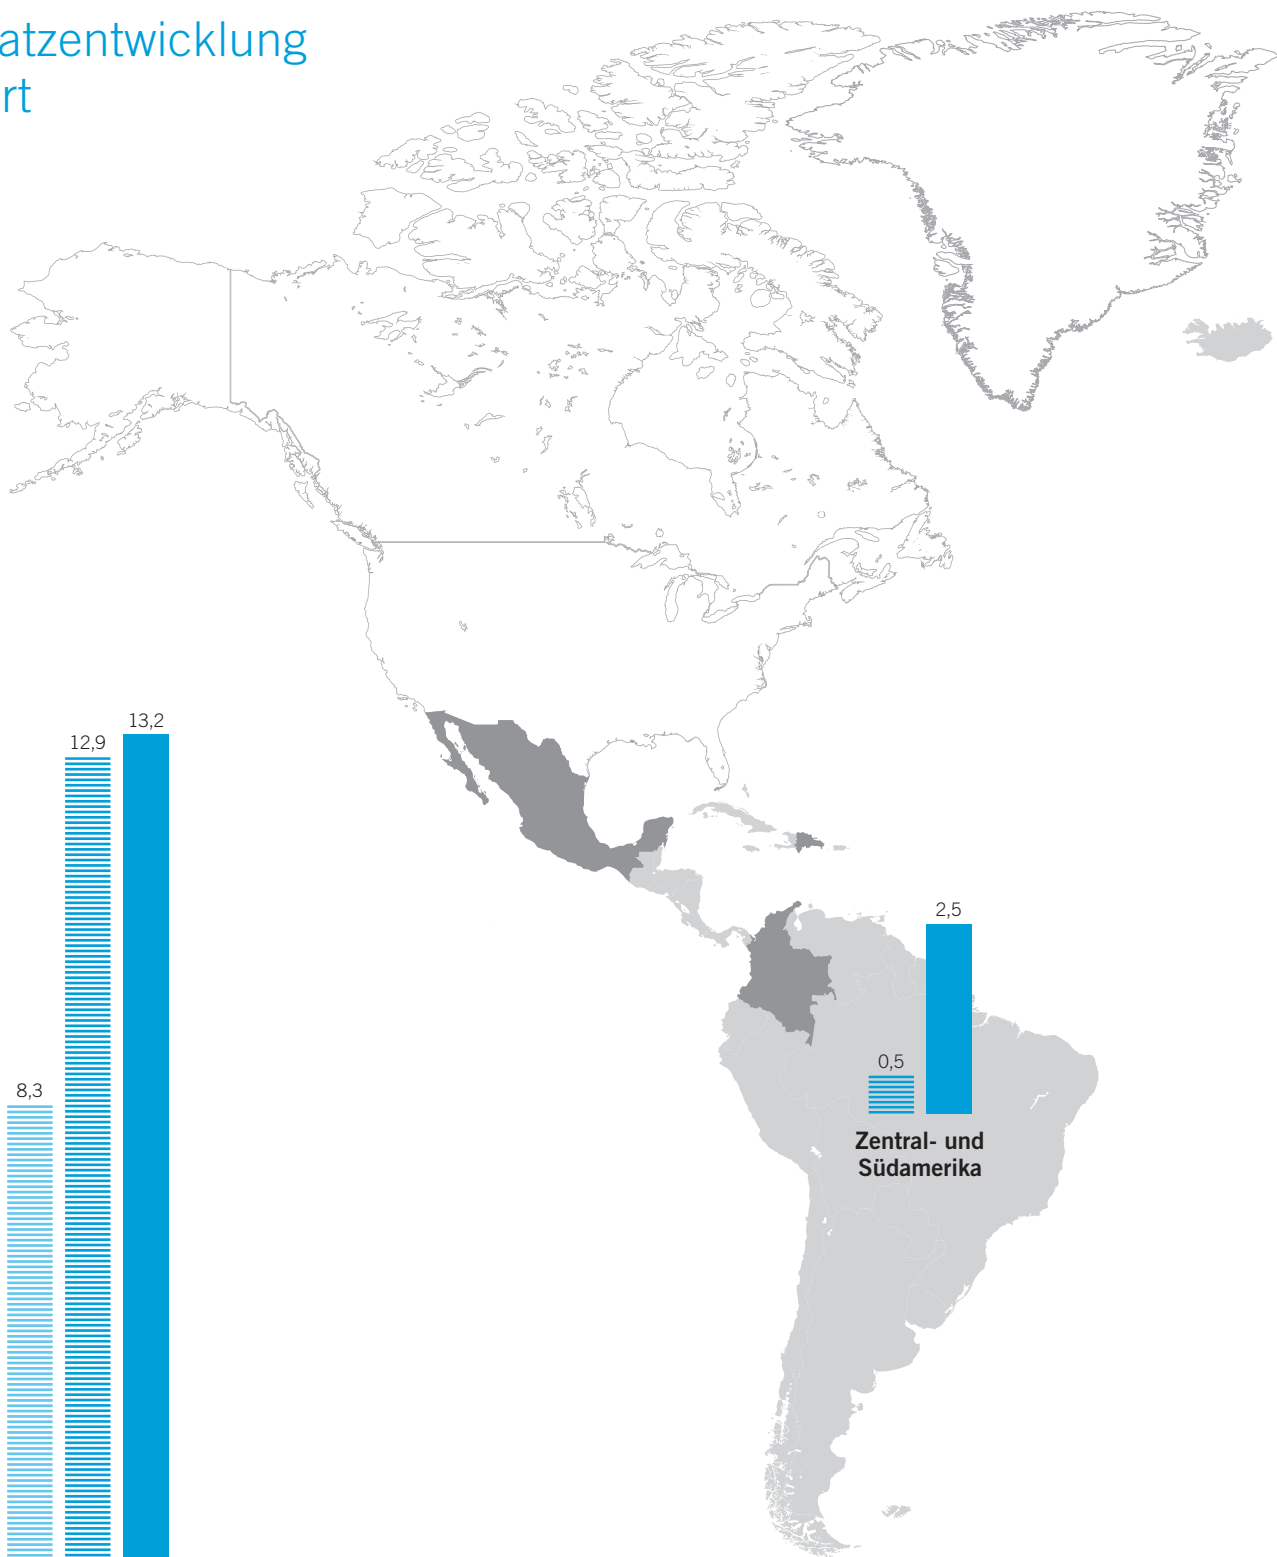 atzentwicklung
rt
13,2
12,9
8,3
2,5
0,5
Zentral- und
Südamerika